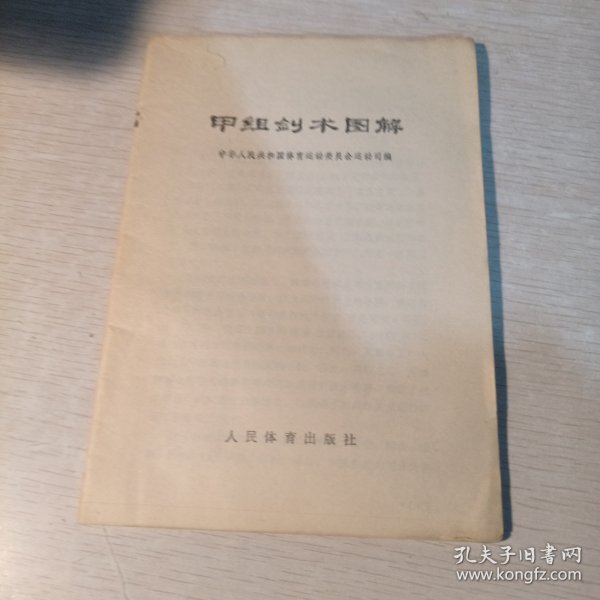 甲组剑术图解
中华人民共和国体育运动委员会运动司编
人民体育出版社
孔夫子旧书网
www.kongfz.com